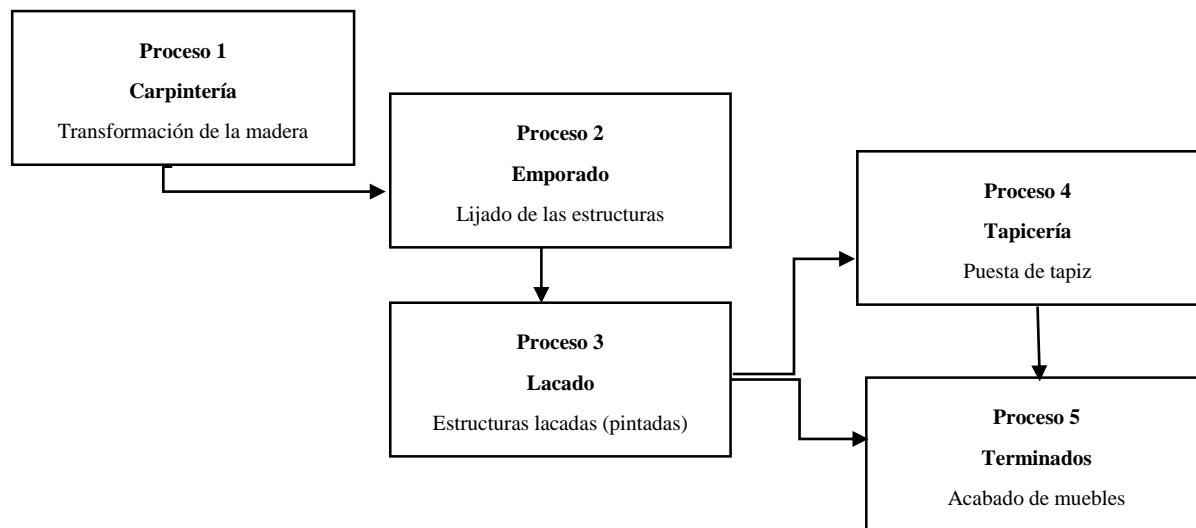 Proceso 1
Carpintería
Transformación de la madera
Proceso 2
Emporado
Lijado de las estructuras
Proceso 3
Lacado
Estructuras lacadas (pintadas)
Proceso 4
Tapicería
Puesta de tapiz
Proceso 5
Terminados
Acabado de muebles